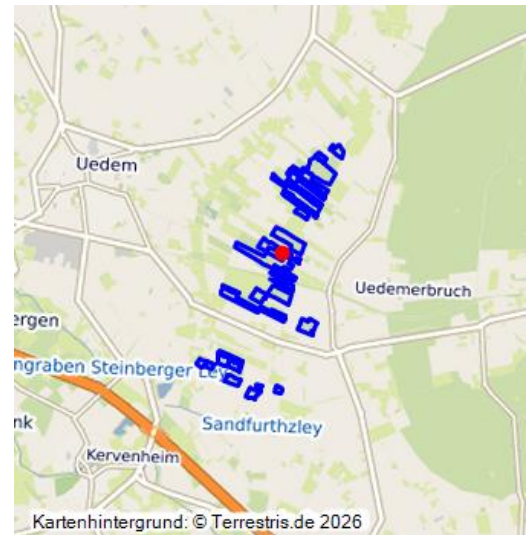 Uedem
Uedemerbruch
ergen
ngraben Steinberger Ley
nk
Sandfurthzley
Kervenheim
Kartenhintergrund: © Terrestris.de 2026